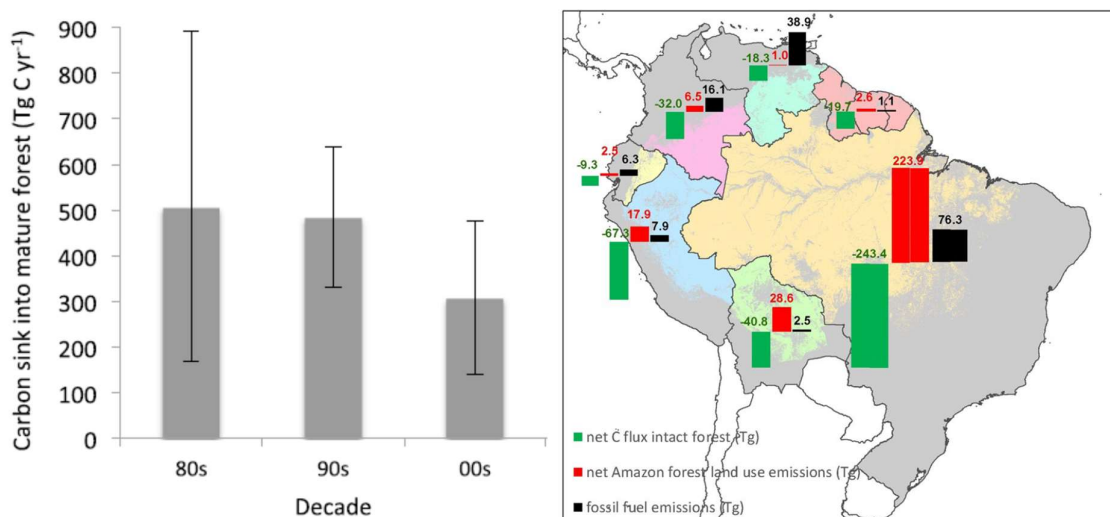 Carbon sink into mature forest (Tg C yr⁻¹)
900
800
700
600
500
400
300
200
100
0
80s 90s 00s
Decade
38.9
-18.3 1.0
-32.0 6.5 16.1
-19.7 2.6 1.1
-9.3 2.5 6.3
223.9
76.3
-67.3 17.9 7.9
-243.4
28.6
-40.8 2.5
net C flux intact forest (Tg)
net Amazon forest land use emissions (Tg)
fossil fuel emissions (Tg)